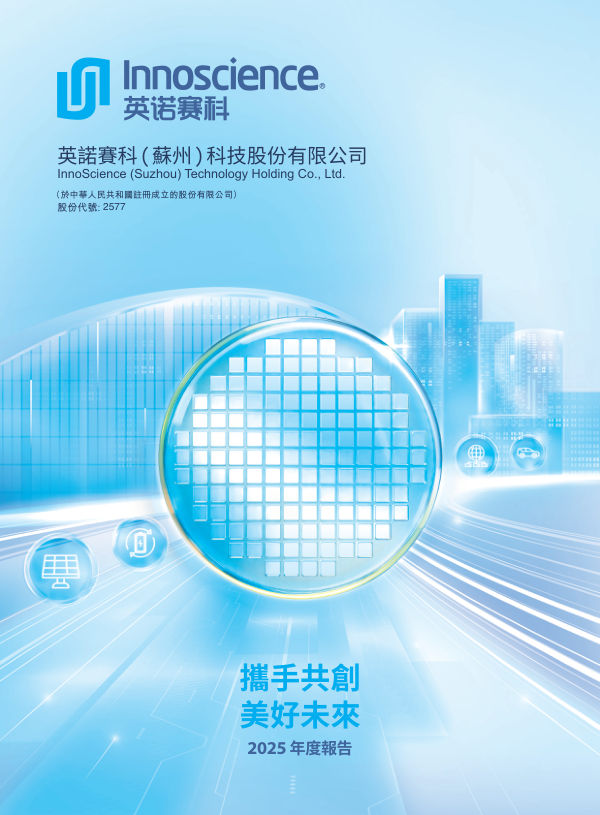 Innoscience®
英诺赛科
英諾賽科(蘇州)科技股份有限公司
InnoScience (Suzhou) Technology Holding Co., Ltd.
(於中華人民共和國註冊成立的股份有限公司)
股份代號: 2577
攜手共創
美好未來
2025 年度報告